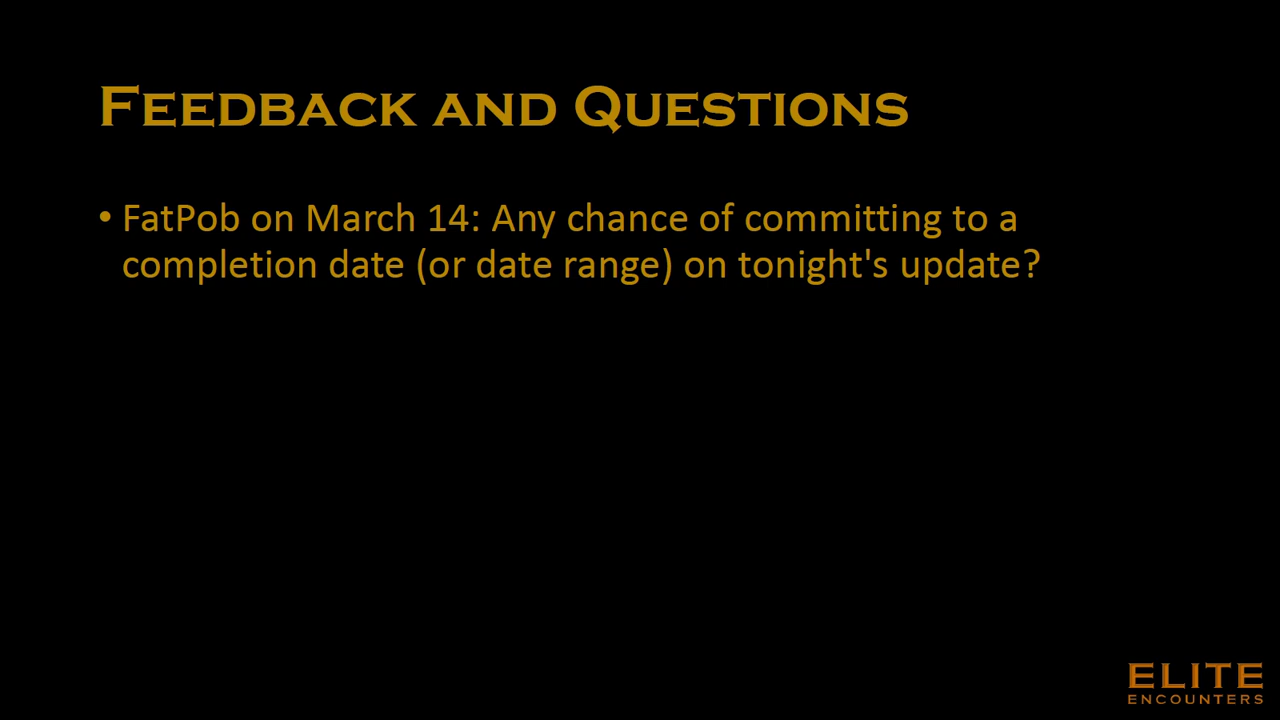 Feedback and Questions
• FatPob on March 14: Any chance of committing to a
completion date (or date range) on tonight's update?
ELITE
ENCOUNTERS